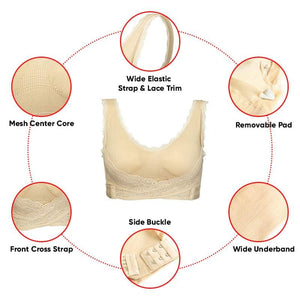 Wide Elastic
Strap & Lace Trim
Mesh Center Core
Removable Pad
Side Buckle
Front Cross Strap
Wide Underband